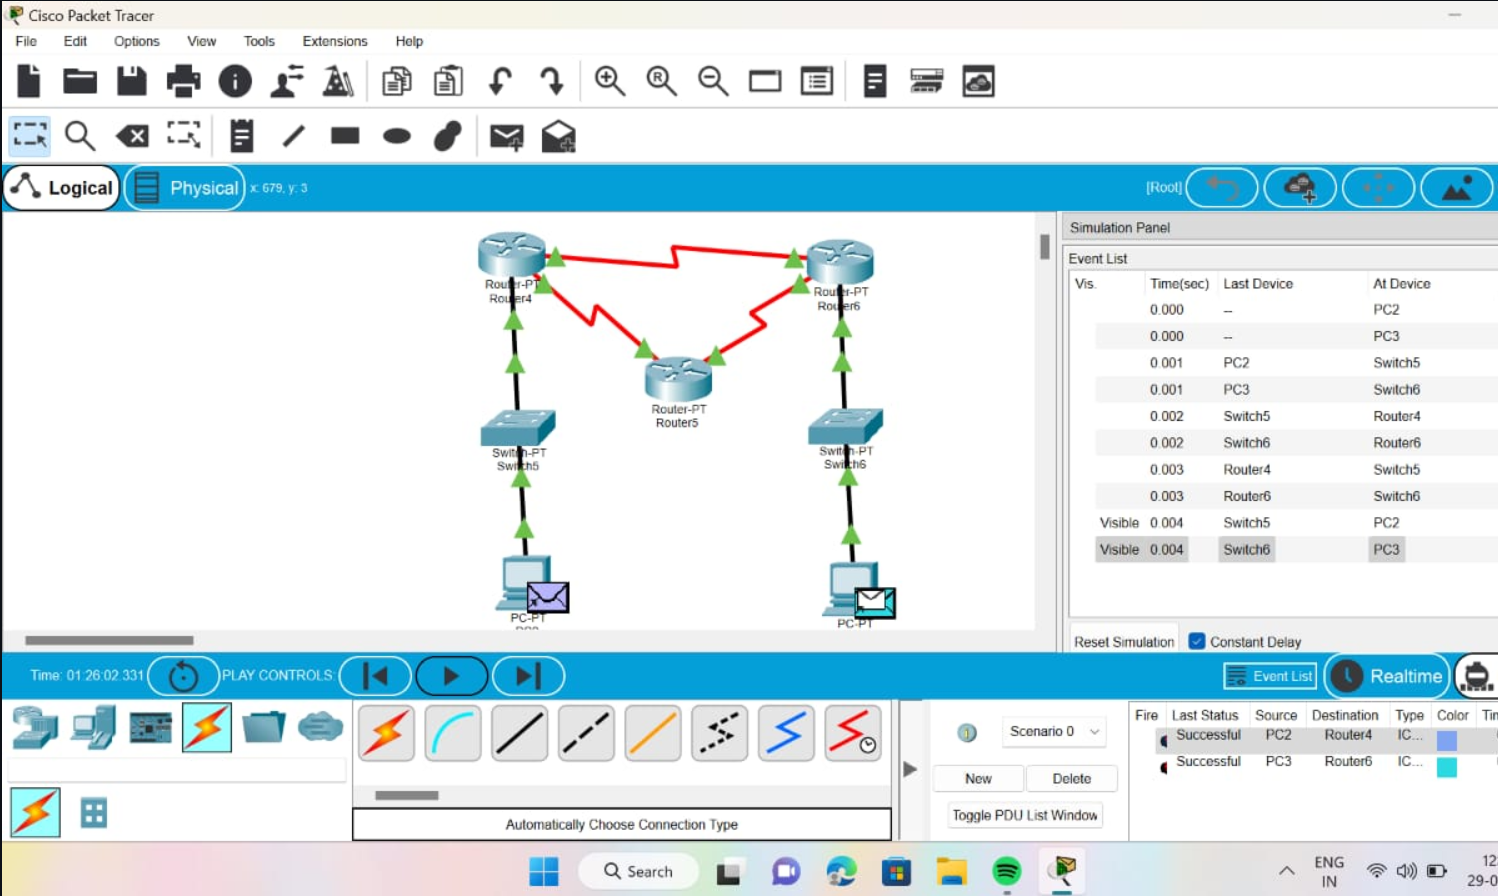 Cisco Packet Tracer
File Edit Options View Tools Extensions Help
Logical Physical x: 679, y: 3 [Root]
Simulation Panel
Event List
Vis. Time(sec) Last Device At Device
0.000 -- PC2
0.000 -- PC3
0.001 PC2 Switch5
0.001 PC3 Switch6
0.002 Switch5 Router4
0.002 Switch6 Router6
0.003 Router4 Switch5
0.003 Router6 Switch6
Visible 0.004 Switch5 PC2
Visible 0.004 Switch6 PC3
Reset Simulation Constant Delay
Router-PT
Router4
Router-PT
Router6
Router-PT
Router5
Switch-PT
Switch5
Switch-PT
Switch6
PC-PT
PC-PT
Time: 01:26:02.331 PLAY CONTROLS: Event List Realtime
Scenario 0
New Delete
Toggle PDU List Window
Fire Last Status Source Destination Type Color
Successful PC2 Router4 IC...
Successful PC3 Router6 IC...
Automatically Choose Connection Type
Search
ENG
IN